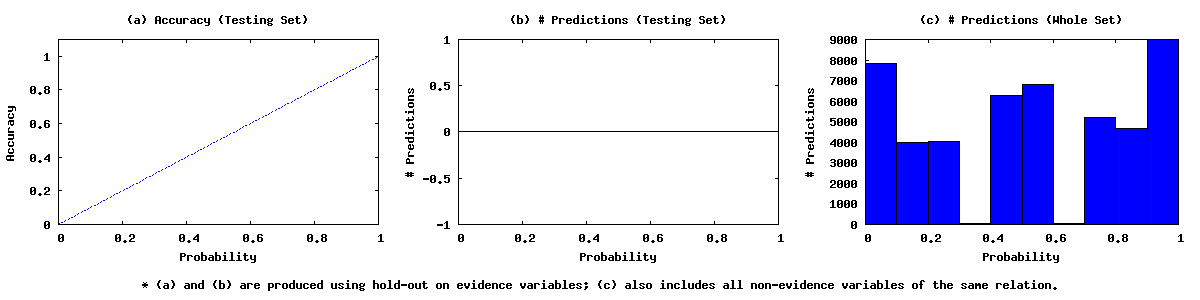 (a) Accuracy (Testing Set)
Accuracy
1
0.8
0.6
0.4
0.2
0
0 0.2 0.4 0.6 0.8 1
Probability
(b) # Predictions (Testing Set)
# Predictions
1
0.5
0
-0.5
-1
0 0.2 0.4 0.6 0.8 1
Probability
(c) # Predictions (Whole Set)
# Predictions
9000
8000
7000
6000
5000
4000
3000
2000
1000
0
0 0.2 0.4 0.6 0.8 1
Probability
* (a) and (b) are produced using hold-out on evidence variables; (c) also includes all non-evidence variables of the same relation.